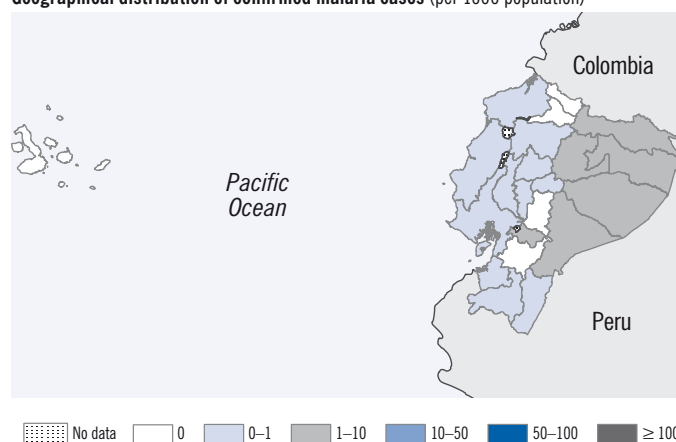 Geographical distribution of confirmed malaria cases (per 1000 population)
Colombia
Pacific
Ocean
Peru
No data 0 0–1 1–10 10–50 50–100 ≥ 100